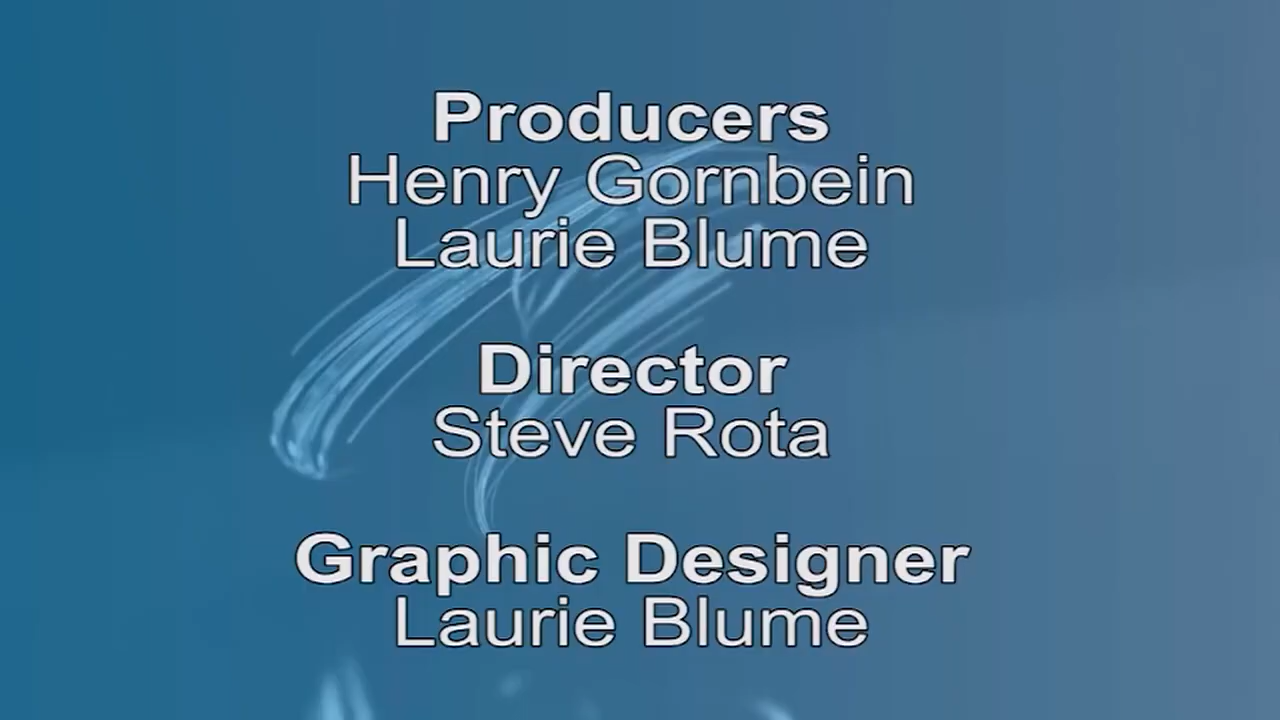 Producers
Henry Gornbein
Laurie Blume
Director
Steve Rota
Graphic Designer
Laurie Blume